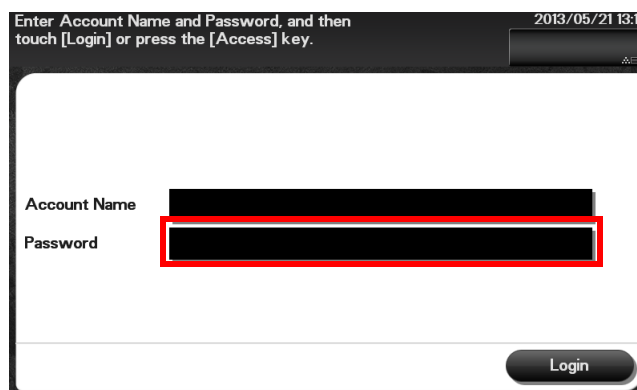 Enter Account Name and Password, and then
touch [Login] or press the [Access] key.
2013/05/21 13:1
Account Name
Password
Login